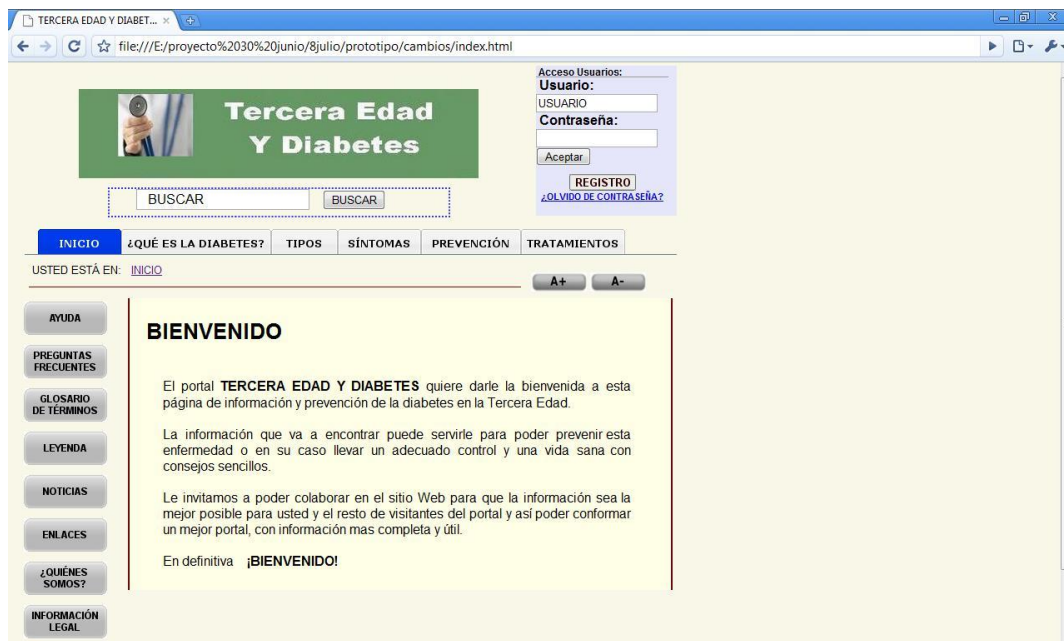 TERCERA EDAD Y DIABET...
file:///E:/proyecto%2030%20junio/8julio/prototipo/cambios/index.html
Tercera Edad
Y Diabetes
Acceso Usuarios:
Usuario:
USUARIO
Contraseña:
Aceptar
REGISTRO
¿OLVIDO DE CONTRASEÑA?
BUSCAR BUSCAR
INICIO ¿QUÉ ES LA DIABETES? TIPOS SÍNTOMAS PREVENCIÓN TRATAMIENTOS
USTED ESTÁ EN: INICIO
A+ A-
AYUDA
PREGUNTAS
FRECUENTES
GLOSARIO
DE TÉRMINOS
LEYENDA
NOTICIAS
ENLACES
¿QUIÉNES
SOMOS?
INFORMACIÓN
LEGAL
BIENVENIDO
El portal TERCERA EDAD Y DIABETES quiere darle la bienvenida a esta
página de información y prevención de la diabetes en la Tercera Edad.
La información que va a encontrar puede servirle para poder prevenir esta
enfermedad o en su caso llevar un adecuado control y una vida sana con
consejos sencillos.
Le invitamos a poder colaborar en el sitio Web para que la información sea la
mejor posible para usted y el resto de visitantes del portal y así poder conformar
un mejor portal, con información mas completa y útil.
En definitiva ¡BIENVENIDO!